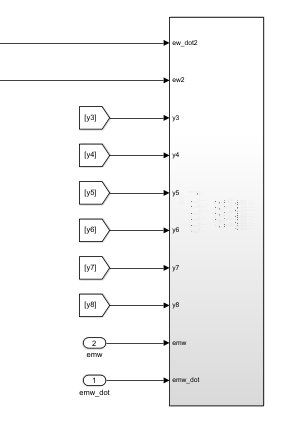 ew_dot2
ew2
[y3] y3
[y4] y4
[y5] y5
[y6] y6
[y7] y7
[y8] y8
2 emw
emw
1 emw_dot
emw_dot